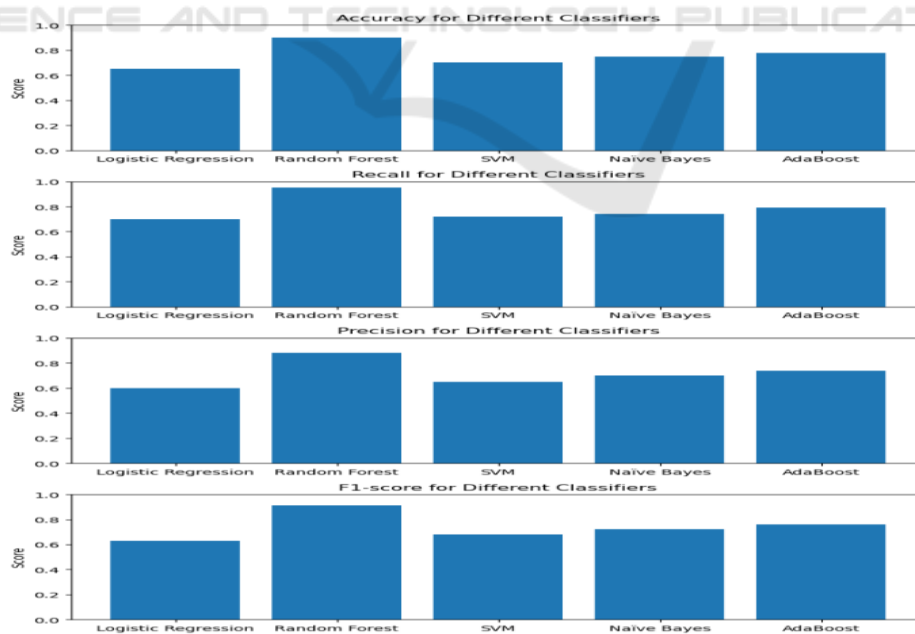 ENCE AND TECHNOLOGY PUBLICAT
Accuracy for Different Classifiers
1.0
0.8
0.6
0.4
0.2
0.0
Score
Logistic Regression Random Forest SVM Naïve Bayes AdaBoost
Recall for Different Classifiers
1.0
0.8
0.6
0.4
0.2
0.0
Score
Logistic Regression Random Forest SVM Naïve Bayes AdaBoost
Precision for Different Classifiers
1.0
0.8
0.6
0.4
0.2
0.0
Score
Logistic Regression Random Forest SVM Naïve Bayes AdaBoost
F1-score for Different Classifiers
1.0
0.8
0.6
0.4
0.2
0.0
Score
Logistic Regression Random Forest SVM Naïve Bayes AdaBoost